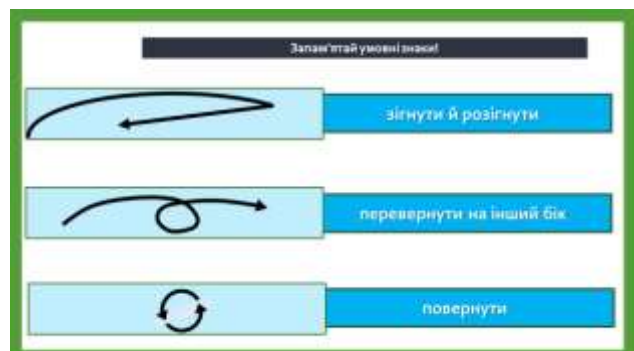 Запам'ятай умовні знаки!
зігнути й розігнути
перевернути на інший бік
повернути